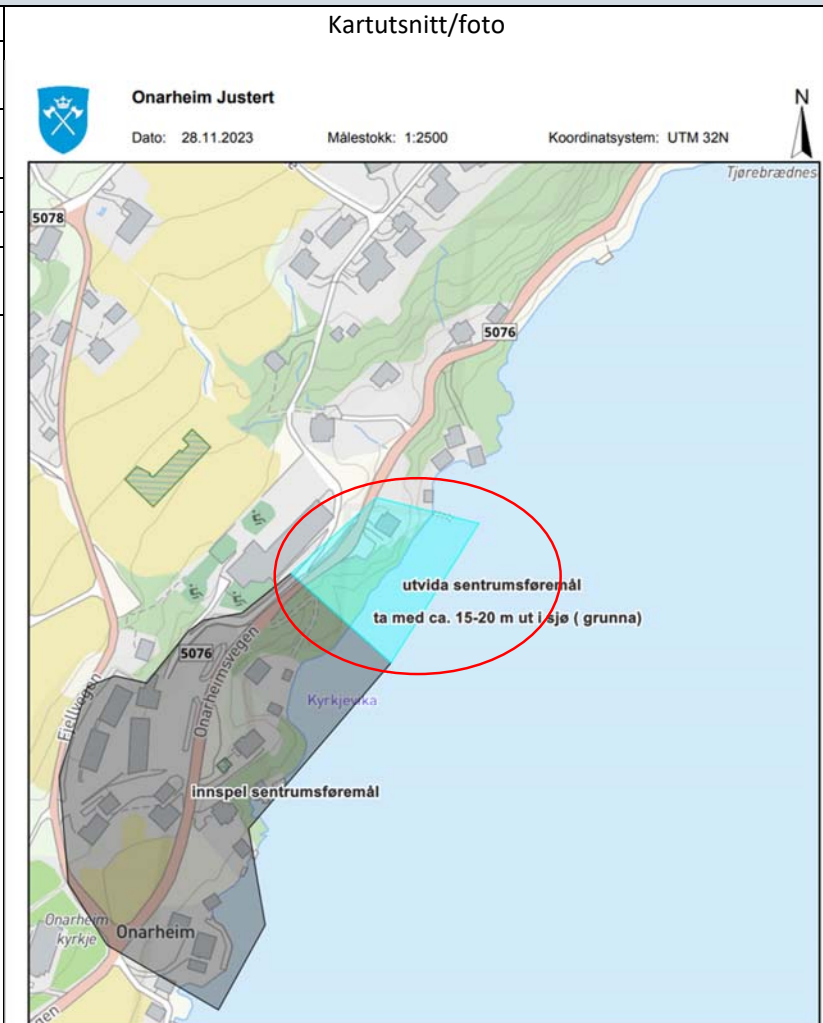 Kartutsnitt/foto
Onarheim Justert
Dato: 28.11.2023 Målestokk: 1:2500 Koordinatsystem: UTM 32N
N
Tjørebrædnes
5078
5076
utvida sentrumsføremål
ta med ca. 15-20 m ut i sjø ( grunna)
5076
Onarheimsvegen
Fjellvegen
Kyrkjevika
innspel sentrumsføremål
Onarheim
kyrkje
Onarheim